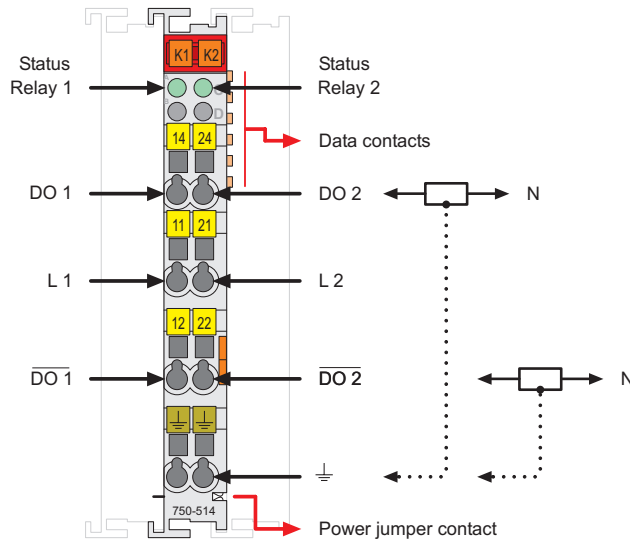 K1 K2
Status
Relay 1
Status
Relay 2
A C
B D
Data contacts
14 24
DO 1
DO 2
N
11 21
L 1
L 2
12 22
DO 1
DO 2
N
750-514
Power jumper contact